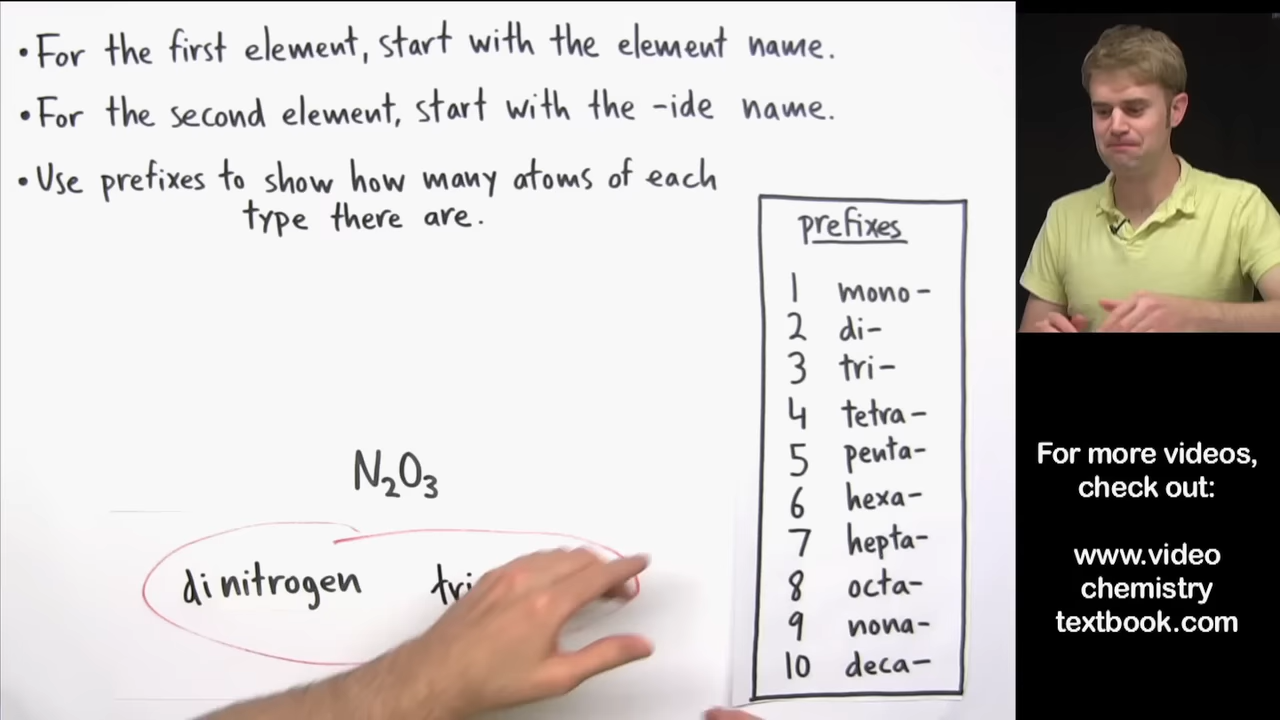 • For the first element, start with the element name.
• For the second element, start with the -ide name.
• Use prefixes to show how many atoms of each
type there are.
prefixes
1 mono-
2 di-
3 tri-
4 tetra-
5 penta-
6 hexa-
7 hepta-
8 octa-
9 nona-
10 deca-
N₂O₃
dinitrogen tri
For more videos,
check out:
www.video
chemistry
textbook.com